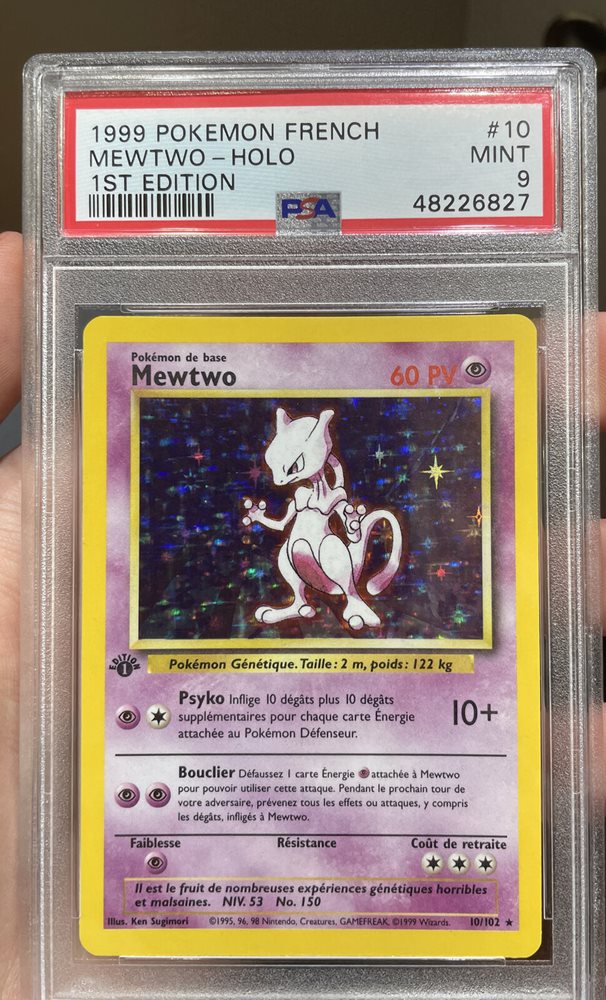 1999 POKEMON FRENCH #10
MEWTWO – HOLO MINT
1ST EDITION 9
PSA 48226827
Pokémon de base
Mewtwo 60 PV
EDITION 1
Pokémon Génétique. Taille: 2 m, poids: 122 kg
Psyko Inflige 10 dégâts plus 10 dégâts
supplémentaires pour chaque carte Énergie
attachée au Pokémon Défenseur.
10+
Bouclier Défaussez 1 carte Énergie attachée à Mewtwo
pour pouvoir utiliser cette attaque. Pendant le prochain tour de
votre adversaire, prévenez tous les effets ou attaques, y compris
les dégâts, infligés à Mewtwo.
Faiblesse Résistance Coût de retraite
Il est le fruit de nombreuses expériences génétiques horribles
et malsaines. NIV. 53 No. 150
Illus. Ken Sugimori ©1995, 96, 98 Nintendo, Creatures, GAMEFREAK. ©1999 Wizards. 10/102 ★